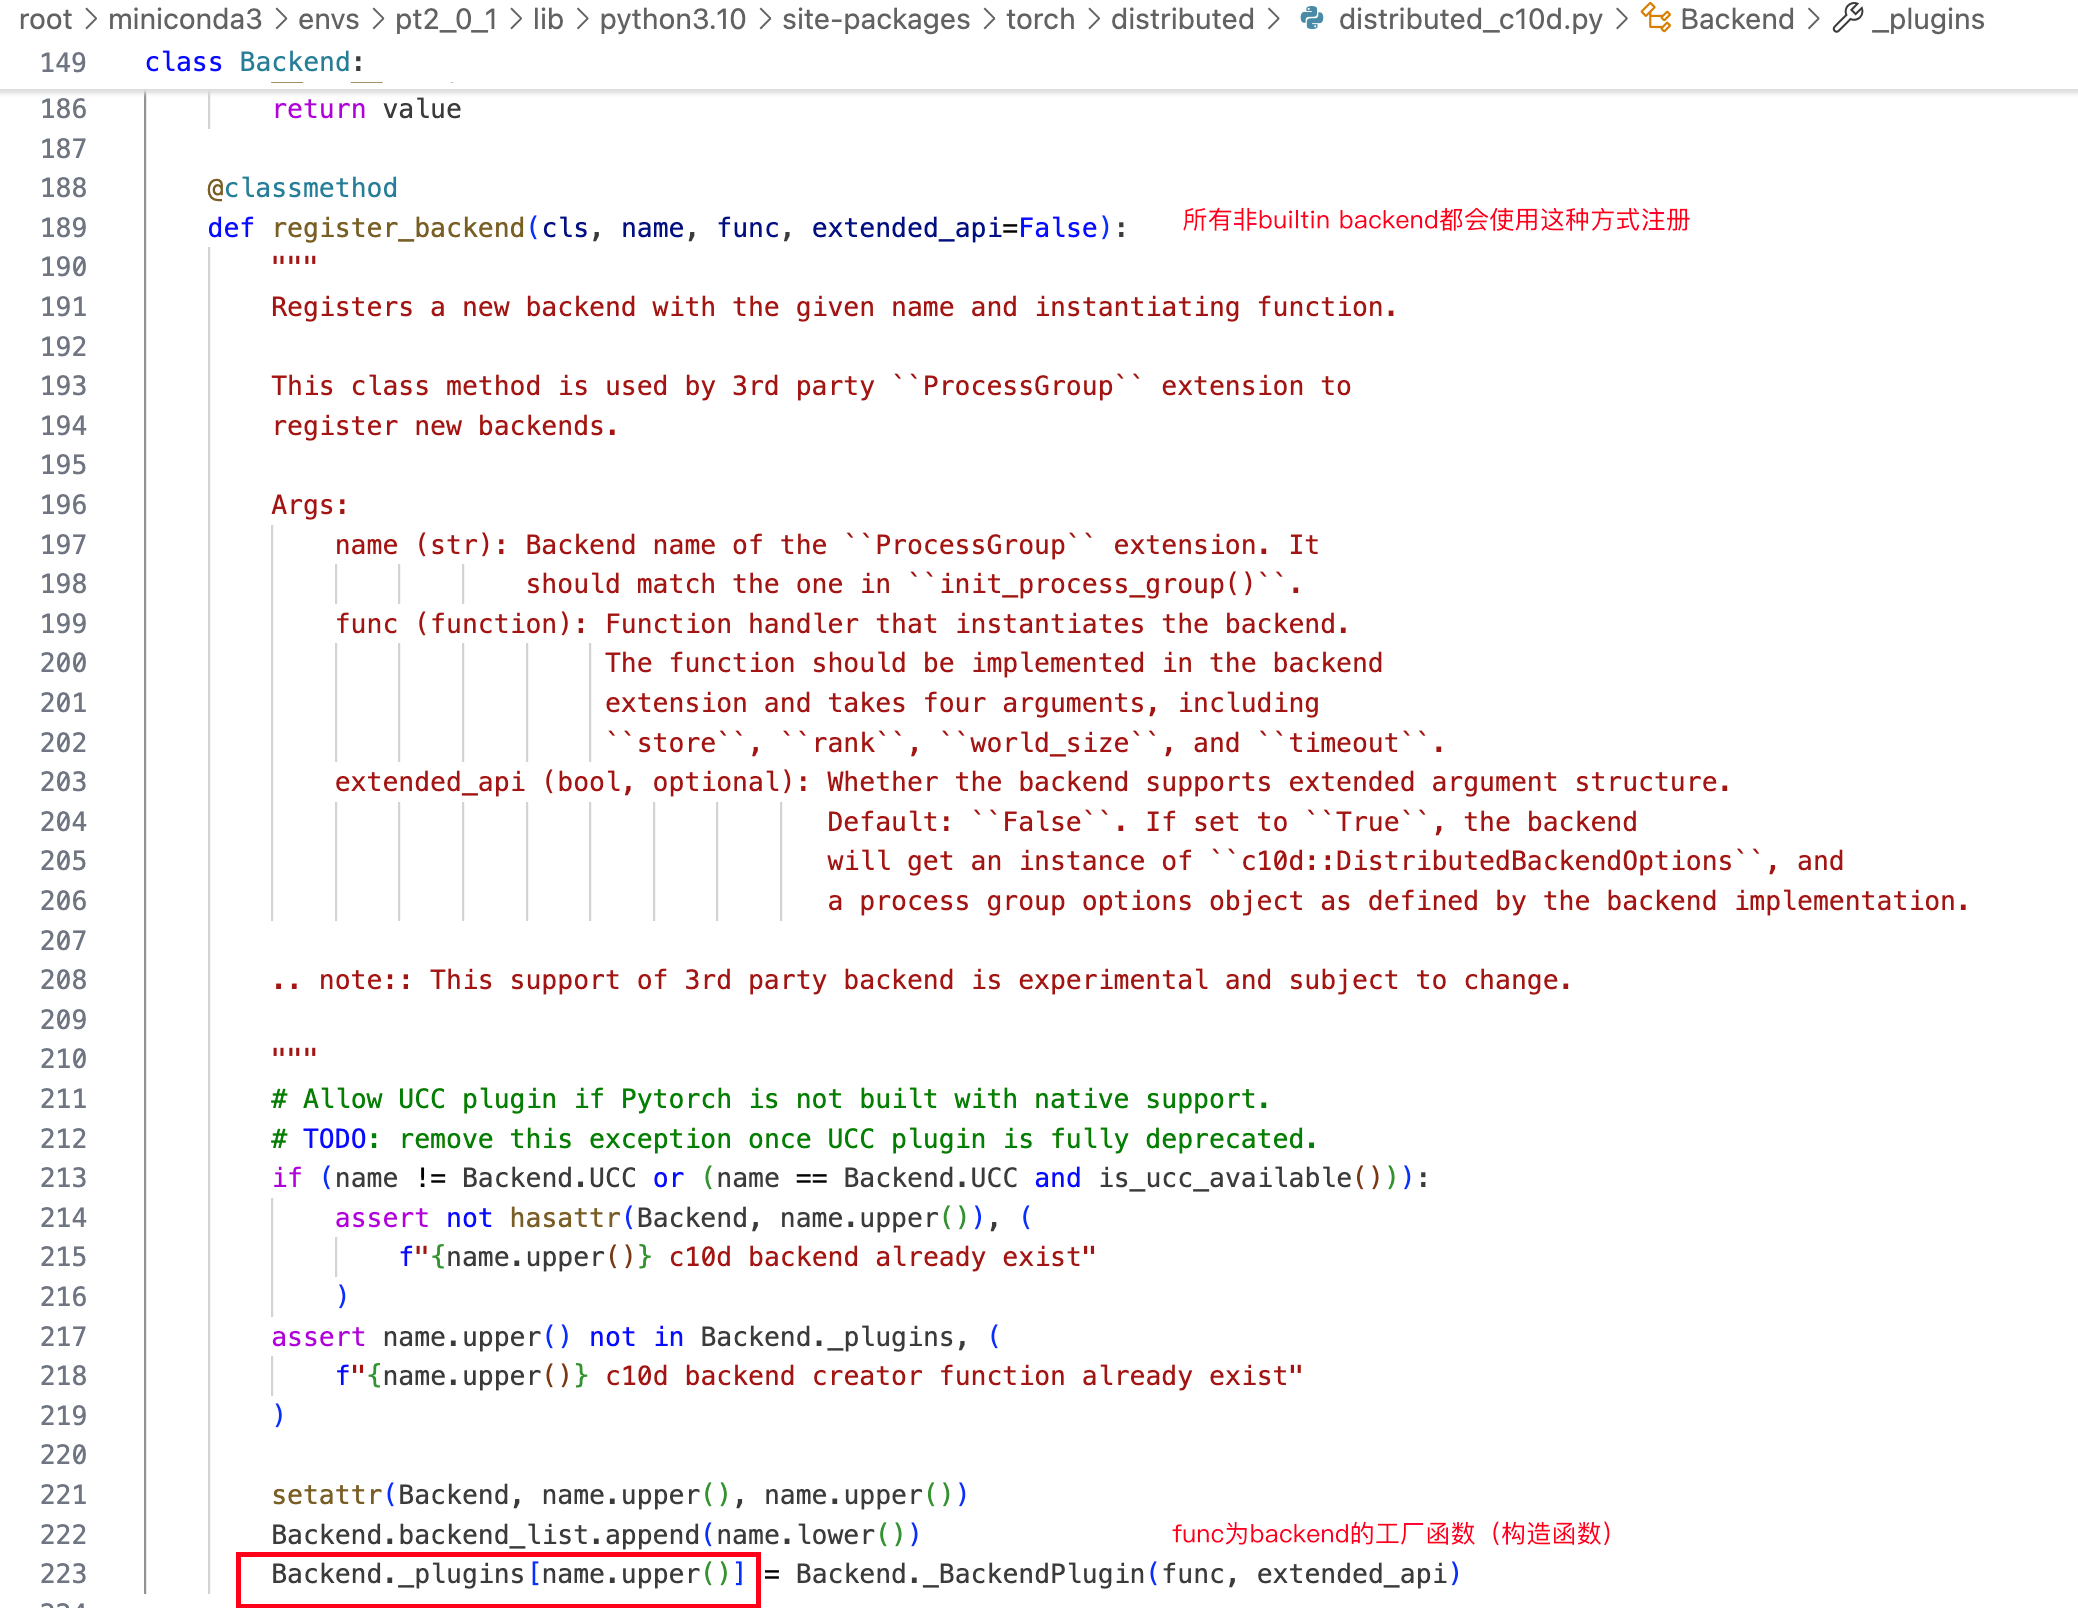 root > miniconda3 > envs > pt2_0_1 > lib > python3.10 > site-packages > torch > distributed > distributed_c10d.py > Backend > _plugins
149 class Backend:
186 return value
187
188 @classmethod
189 def register_backend(cls, name, func, extended_api=False): 所有非builtin backend都会使用这种方式注册
190 """
191 Registers a new backend with the given name and instantiating function.
192
193 This class method is used by 3rd party ``ProcessGroup`` extension to
194 register new backends.
195
196 Args:
197 name (str): Backend name of the ``ProcessGroup`` extension. It
198 should match the one in ``init_process_group()``.
199 func (function): Function handler that instantiates the backend.
200 The function should be implemented in the backend
201 extension and takes four arguments, including
202 ``store``, ``rank``, ``world_size``, and ``timeout``.
203 extended_api (bool, optional): Whether the backend supports extended argument structure.
204 Default: ``False``. If set to ``True``, the backend
205 will get an instance of ``c10d::DistributedBackendOptions``, and
206 a process group options object as defined by the backend implementation.
207
208 .. note:: This support of 3rd party backend is experimental and subject to change.
209
210 """
211 # Allow UCC plugin if Pytorch is not built with native support.
212 # TODO: remove this exception once UCC plugin is fully deprecated.
213 if (name != Backend.UCC or (name == Backend.UCC and is_ucc_available())):
214 assert not hasattr(Backend, name.upper()), (
215 f"{name.upper()} c10d backend already exist"
216 )
217 assert name.upper() not in Backend._plugins, (
218 f"{name.upper()} c10d backend creator function already exist"
219 )
220
221 setattr(Backend, name.upper(), name.upper())
222 Backend.backend_list.append(name.lower()) func为backend的工厂函数（构造函数）
223 Backend._plugins[name.upper()] = Backend._BackendPlugin(func, extended_api)